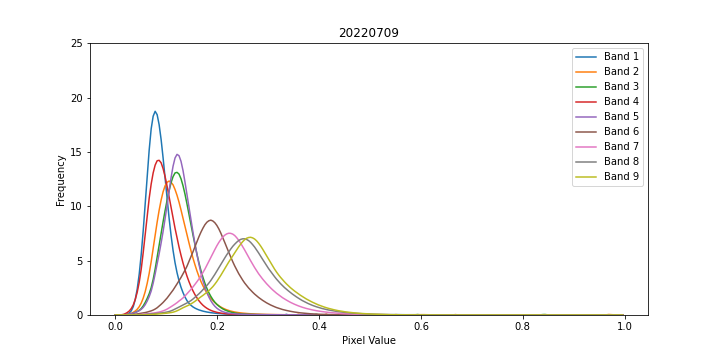 20220709
Frequency
25
20
15
10
5
0
0.0 0.2 0.4 0.6 0.8 1.0
Pixel Value
Band 1
Band 2
Band 3
Band 4
Band 5
Band 6
Band 7
Band 8
Band 9